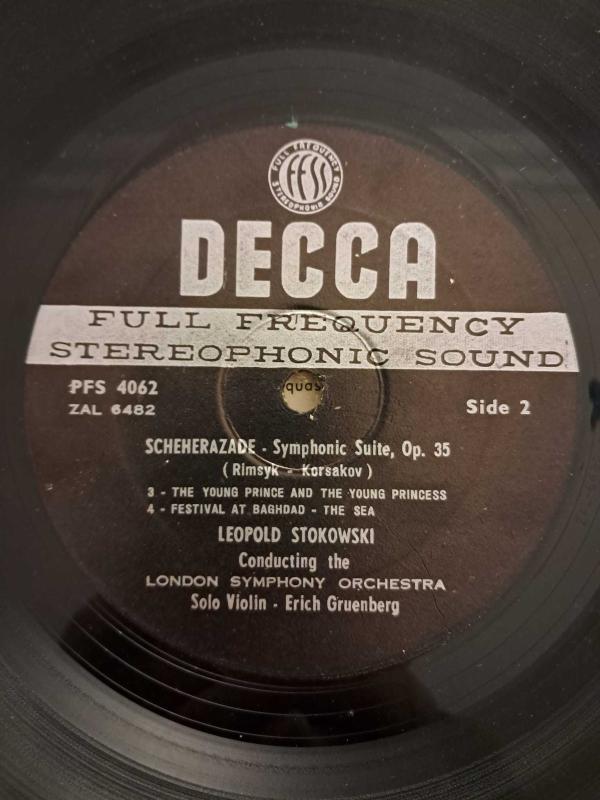 FULL FREQUENCY
FFSS
STEREOPHONIC SOUND
DECCA
FULL FREQUENCY
STEREOPHONIC SOUND
quas
PFS 4062
ZAL 6482
Side 2
SCHEHERAZADE - Symphonic Suite, Op. 35
( Rimsyk - Korsakov )
3 - THE YOUNG PRINCE AND THE YOUNG PRINCESS
4 - FESTIVAL AT BAGHDAD - THE SEA
LEOPOLD STOKOWSKI
Conducting the
LONDON SYMPHONY ORCHESTRA
Solo Violin - Erich Gruenberg